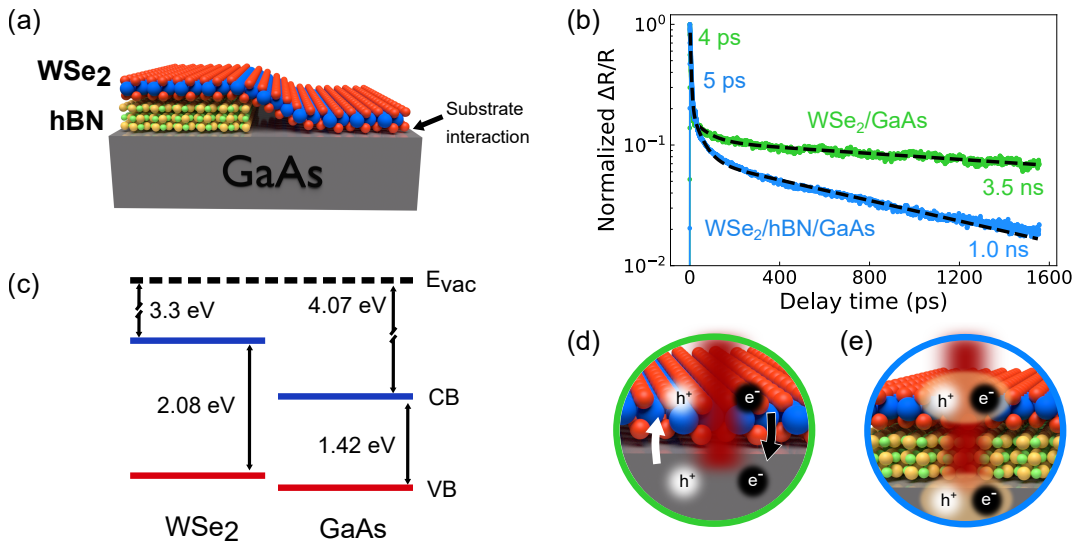 (a)
WSe₂
hBN
GaAs
Substrate
interaction
(b)
Normalized ΔR/R
10⁰
10⁻¹
10⁻²
4 ps
5 ps
WSe₂/GaAs
3.5 ns
WSe₂/hBN/GaAs
1.0 ns
0 400 800 1200 1600
Delay time (ps)
(c)
Eᵥₐc
3.3 eV
4.07 eV
2.08 eV
CB
1.42 eV
VB
WSe₂
GaAs
(d)
h⁺ e⁻
h⁺ e⁻
(e)
h⁺ e⁻
h⁺ e⁻